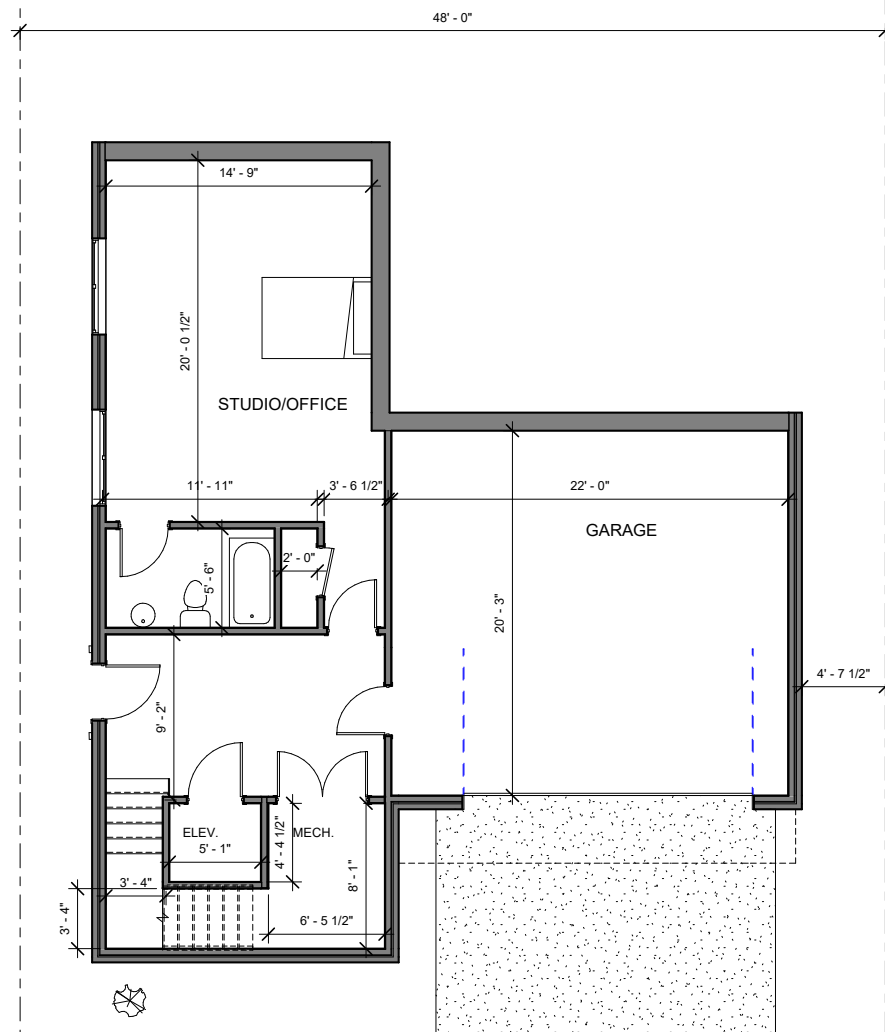 48' - 0"
14' - 9"
20' - 0 1/2"
STUDIO/OFFICE
11' - 11"
3' - 6 1/2"
22' - 0"
GARAGE
2' - 0"
5' - 6"
20' - 3"
4' - 7 1/2"
9' - 2"
ELEV.
5' - 1"
4' - 4 1/2"
MECH.
8' - 1"
3' - 4"
3' - 4"
6' - 5 1/2"